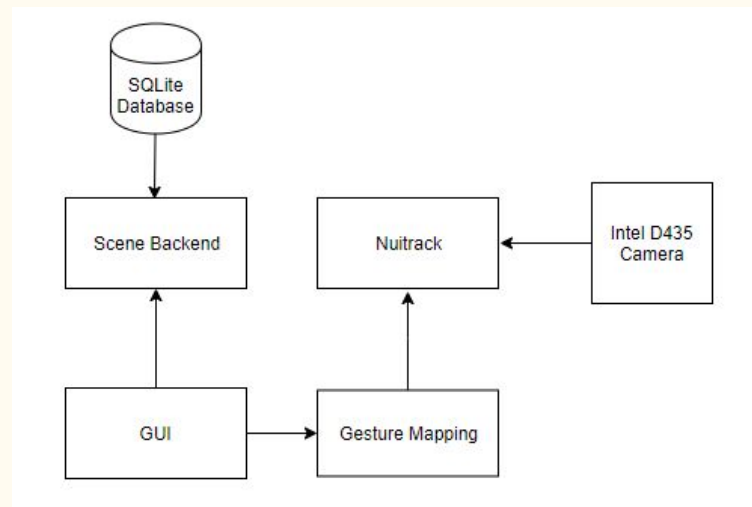 SQLite
Database
Scene Backend
Nuitrack
Intel D435
Camera
GUI
Gesture Mapping